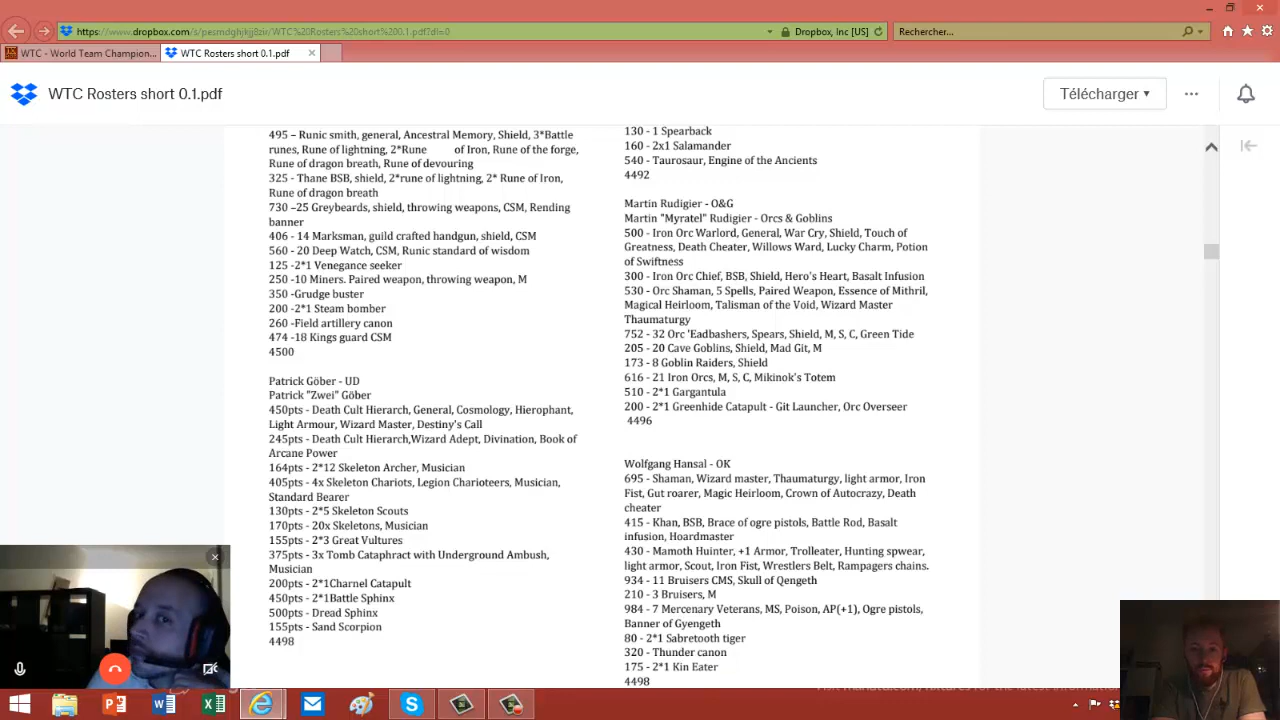 https://www.dropbox.com/s/pesmdghjkjj8zir/WTC%20Rosters%20short%200.1.pdf?dl=0
Dropbox, Inc [US]
Rechercher...
WTC - World Team Champion...
WTC Rosters short 0.1.pdf
WTC Rosters short 0.1.pdf
Télécharger
495 – Runic smith, general, Ancestral Memory, Shield, 3*Battle
runes, Rune of lightning, 2*Rune of Iron, Rune of the forge,
Rune of dragon breath, Rune of devouring
325 - Thane BSB, shield, 2*rune of lightning, 2* Rune of Iron,
Rune of dragon breath
730 –25 Greybeards, shield, throwing weapons, CSM, Rending
banner
406 - 14 Marksman, guild crafted handgun, shield, CSM
560 - 20 Deep Watch, CSM, Runic standard of wisdom
125 -2*1 Venegance seeker
250 -10 Miners. Paired weapon, throwing weapon, M
350 -Grudge buster
200 -2*1 Steam bomber
260 -Field artillery canon
474 -18 Kings guard CSM
4500
Patrick Göber - UD
Patrick "Zwei" Göber
450pts - Death Cult Hierarch, General, Cosmology, Hierophant,
Light Armour, Wizard Master, Destiny's Call
245pts - Death Cult Hierarch,Wizard Adept, Divination, Book of
Arcane Power
164pts - 2*12 Skeleton Archer, Musician
405pts - 4x Skeleton Chariots, Legion Charioteers, Musician,
Standard Bearer
130pts - 2*5 Skeleton Scouts
170pts - 20x Skeletons, Musician
155pts - 2*3 Great Vultures
375pts - 3x Tomb Cataphract with Underground Ambush,
Musician
200pts - 2*1Charnel Catapult
450pts - 2*1Battle Sphinx
500pts - Dread Sphinx
155pts - Sand Scorpion
4498
130 - 1 Spearback
160 - 2x1 Salamander
540 - Taurosaur, Engine of the Ancients
4492
Martin Rudigier - O&G
Martin "Myratel" Rudigier - Orcs & Goblins
500 - Iron Orc Warlord, General, War Cry, Shield, Touch of
Greatness, Death Cheater, Willows Ward, Lucky Charm, Potion
of Swiftness
300 - Iron Orc Chief, BSB, Shield, Hero's Heart, Basalt Infusion
530 - Orc Shaman, 5 Spells, Paired Weapon, Essence of Mithril,
Magical Heirloom, Talisman of the Void, Wizard Master
Thaumaturgy
752 - 32 Orc 'Eadbashers, Spears, Shield, M, S, C, Green Tide
205 - 20 Cave Goblins, Shield, Mad Git, M
173 - 8 Goblin Raiders, Shield
616 - 21 Iron Orcs, M, S, C, Mikinok's Totem
510 - 2*1 Gargantula
200 - 2*1 Greenhide Catapult - Git Launcher, Orc Overseer
4496
Wolfgang Hansal - OK
695 - Shaman, Wizard master, Thaumaturgy, light armor, Iron
Fist, Gut roarer, Magic Heirloom, Crown of Autocrazy, Death
cheater
415 - Khan, BSB, Brace of ogre pistols, Battle Rod, Basalt
infusion, Hoardmaster
430 - Mamoth Huinter, +1 Armor, Trolleater, Hunting spwear,
light armor, Scout, Iron Fist, Wrestlers Belt, Rampagers chains.
934 - 11 Bruisers CMS, Skull of Qengeth
210 - 3 Bruisers, M
984 - 7 Mercenary Veterans, MS, Poison, AP(+1), Ogre pistols,
Banner of Gyengeth
80 - 2*1 Sabretooth tiger
320 - Thunder canon
175 - 2*1 Kin Eater
4498